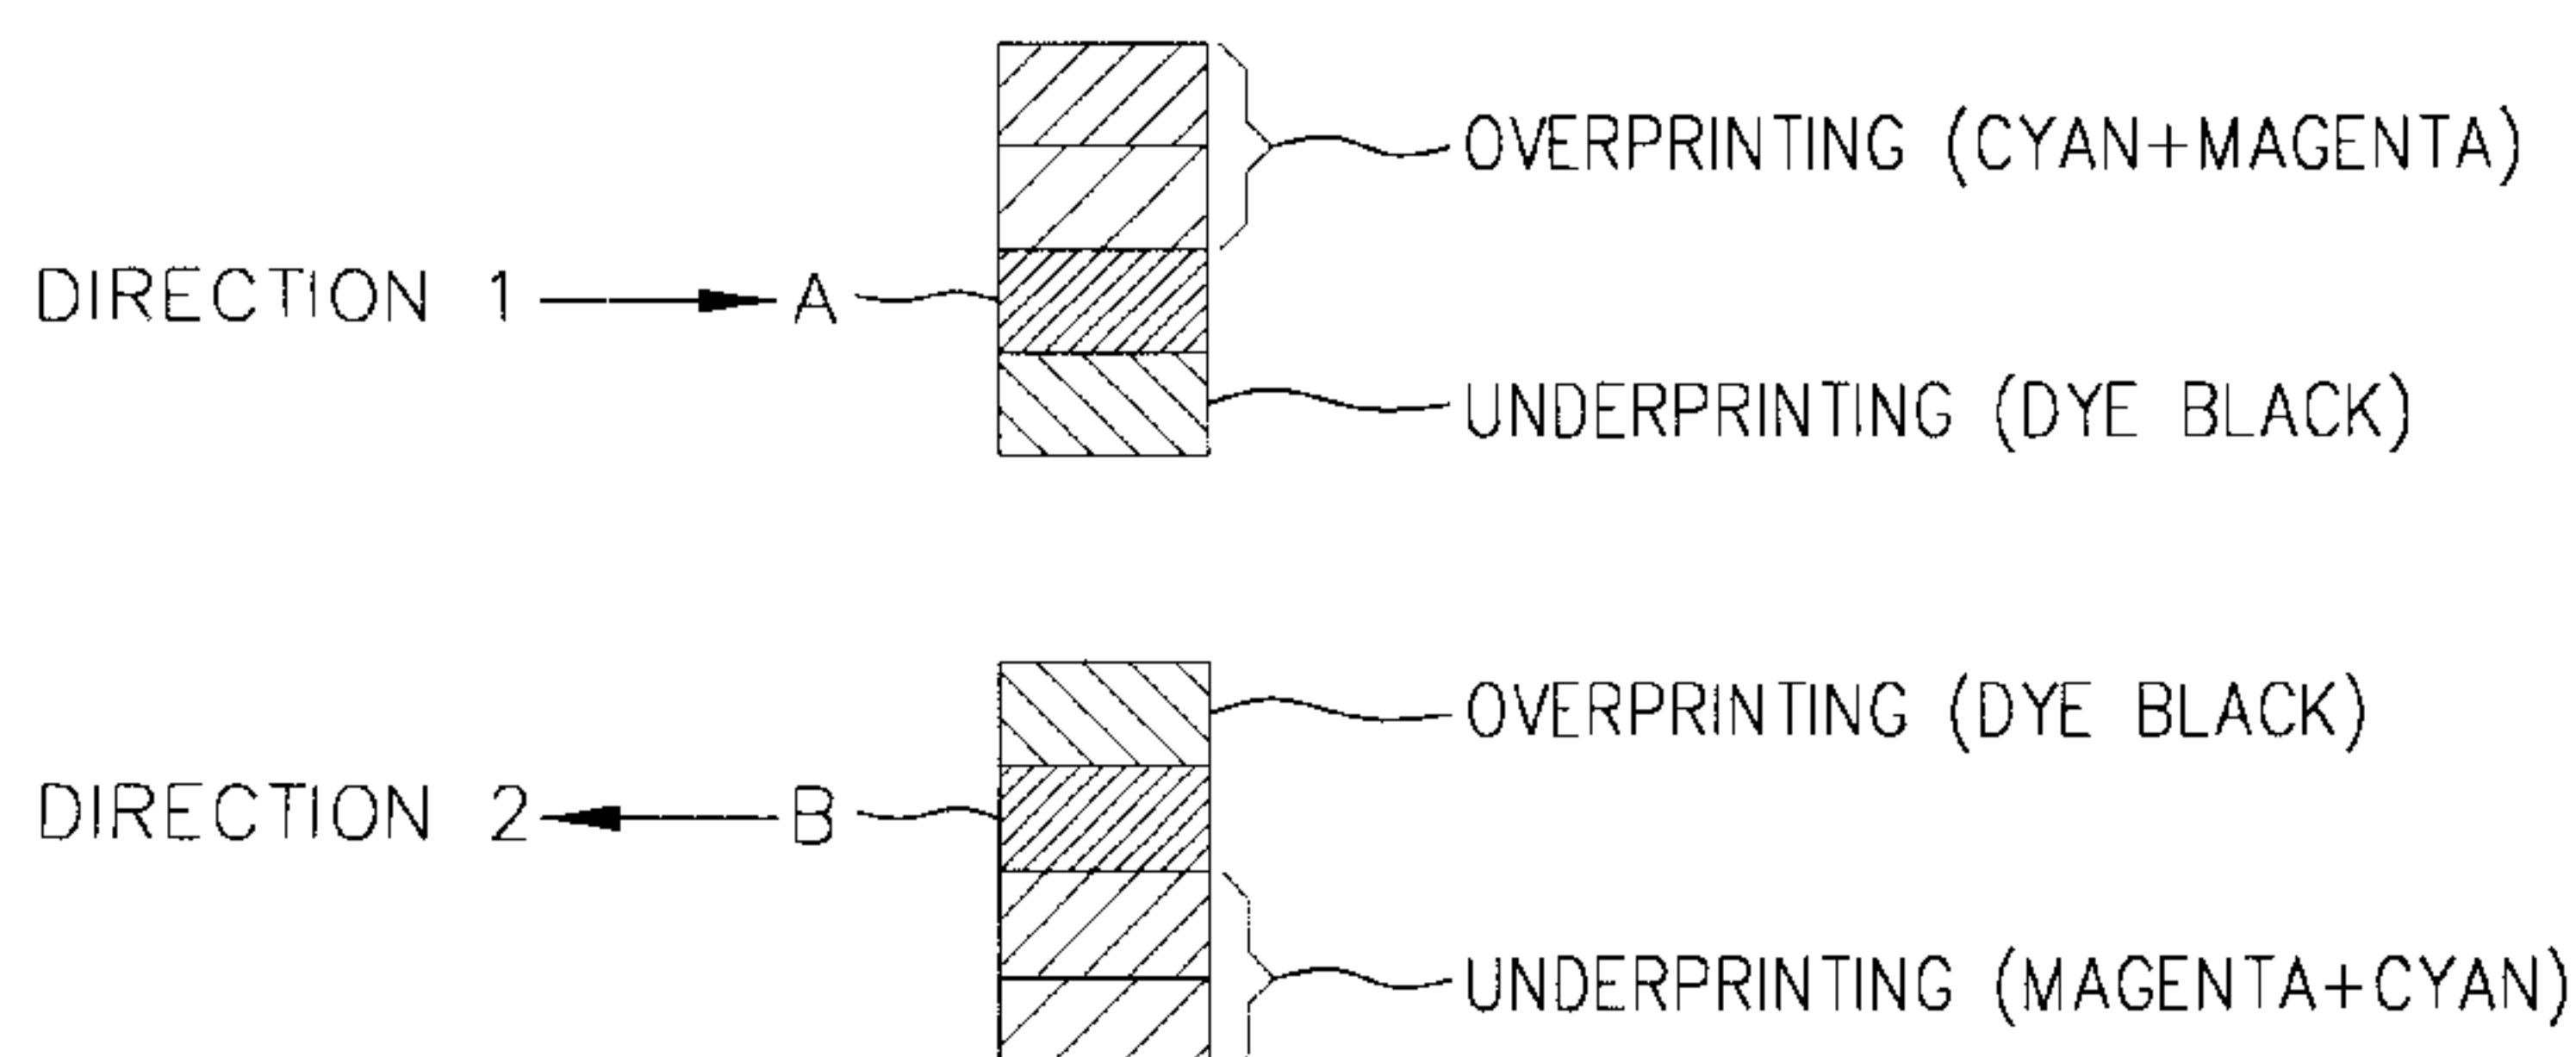 OVERPRINTING (CYAN+MAGENTA)
DIRECTION 1 A
UNDERPRINTING (DYE BLACK)
OVERPRINTING (DYE BLACK)
DIRECTION 2 B
UNDERPRINTING (MAGENTA+CYAN)